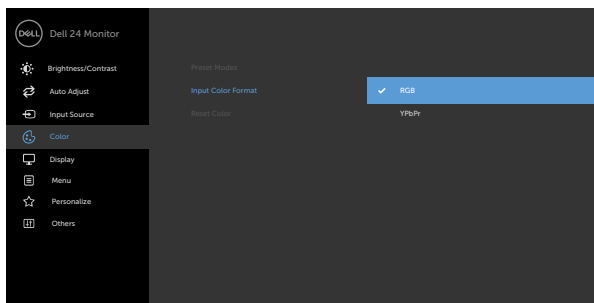 DELL Dell 24 Monitor
Brightness/Contrast
Auto Adjust
Input Source
Color
Display
Menu
Personalize
Others
Preset Modes
Input Color Format
Reset Color
RGB
YPbPr